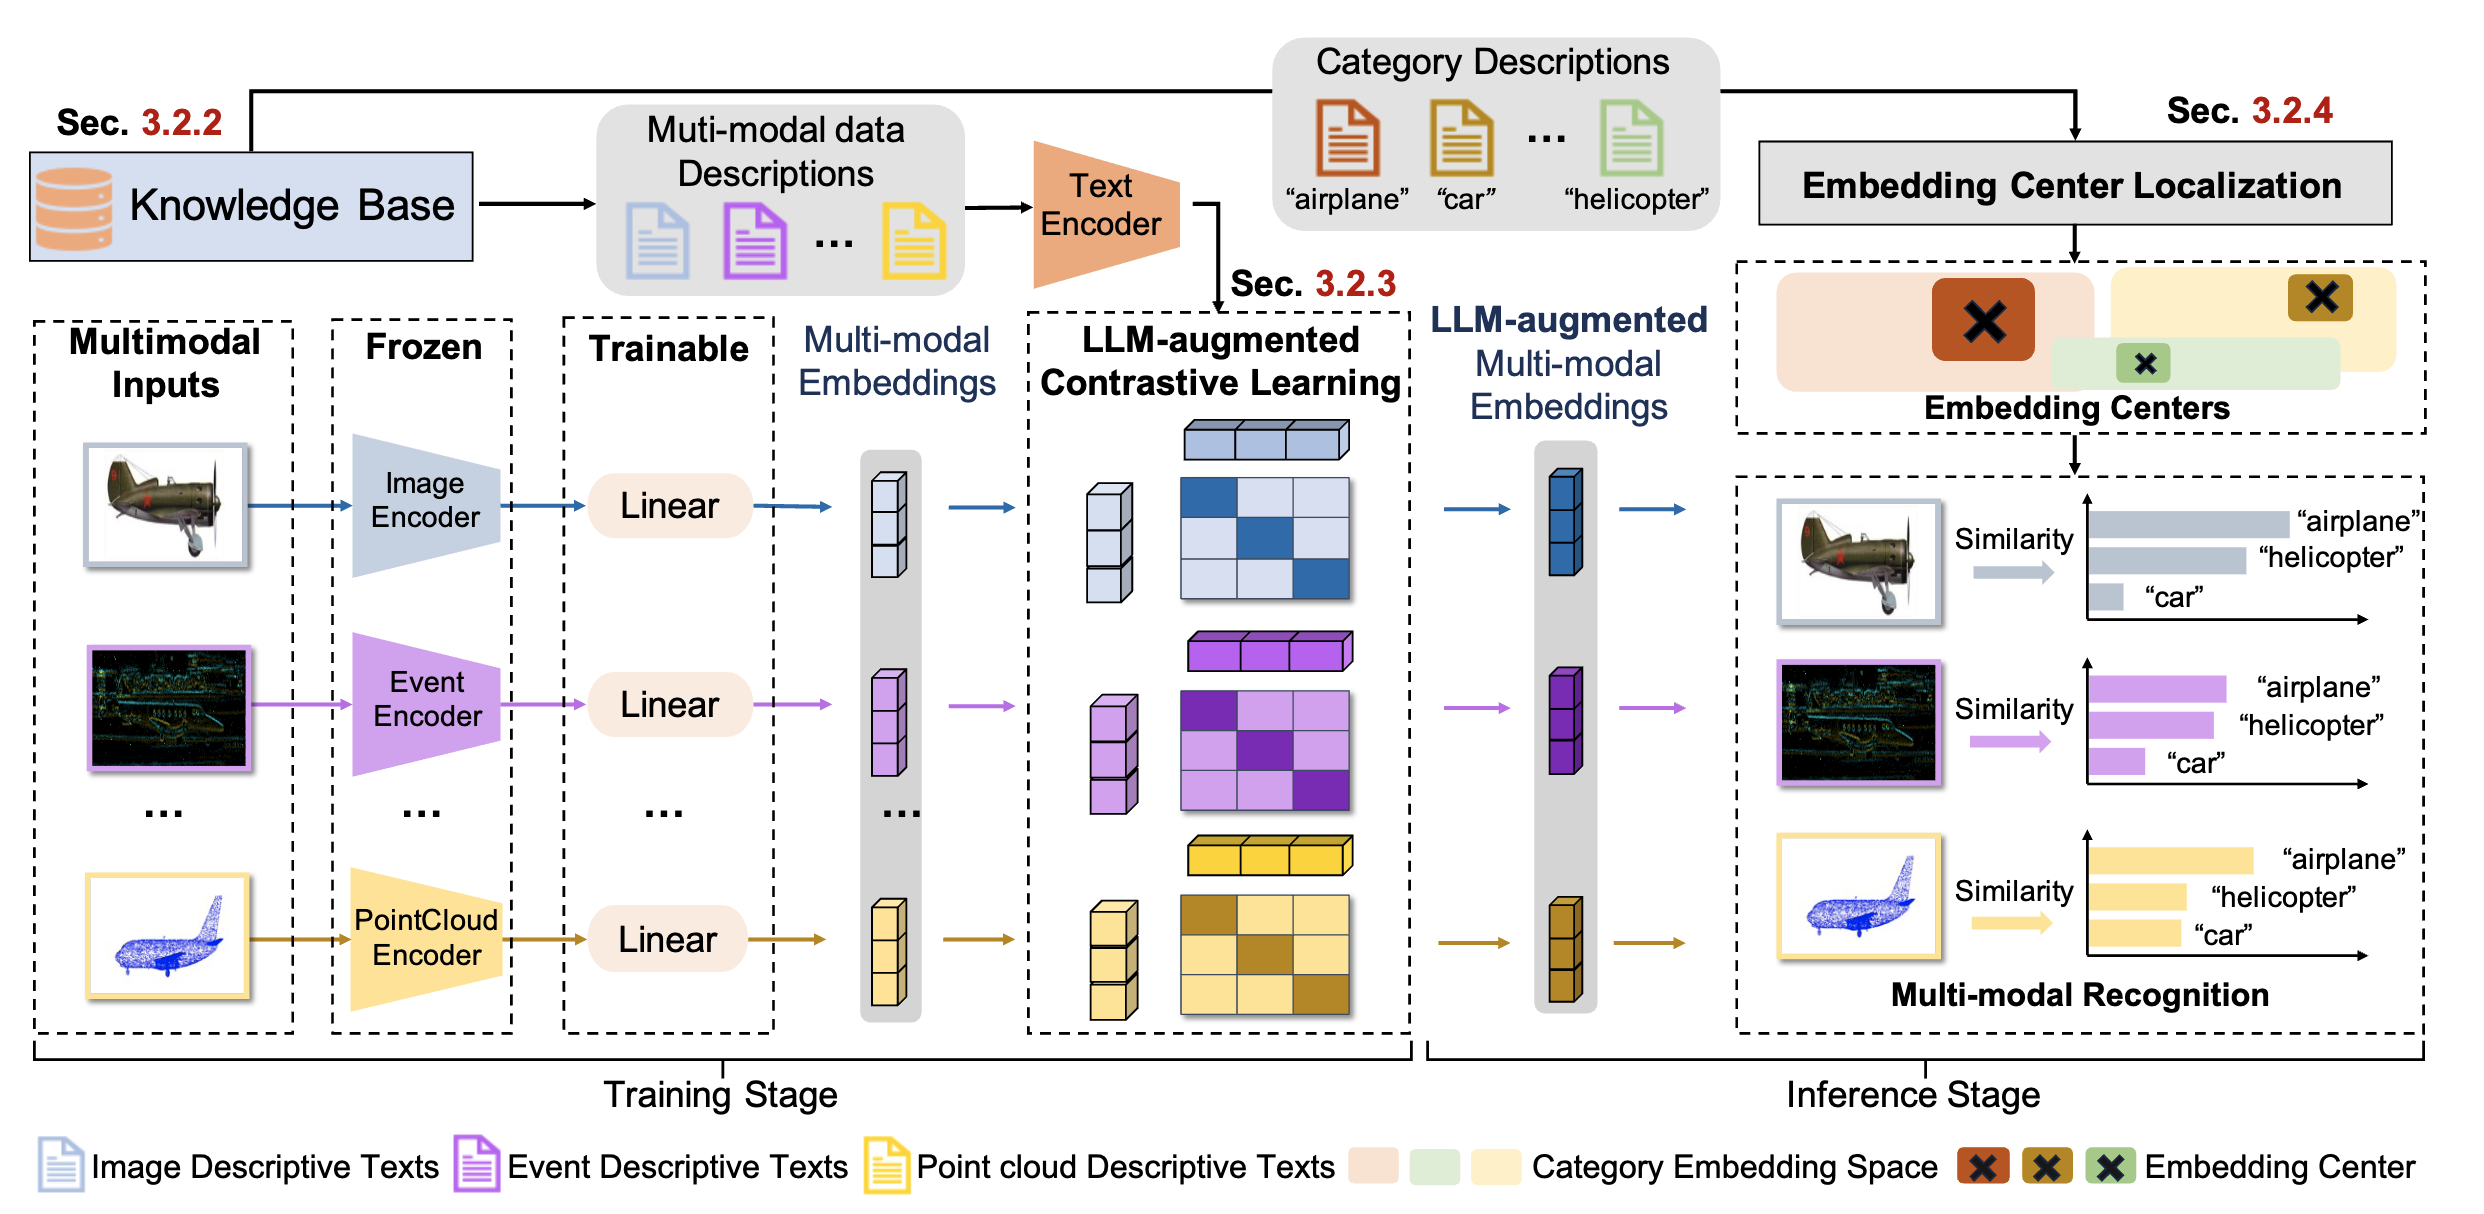 Category Descriptions
“airplane”
“car”
...
“helicopter”
Sec. 3.2.2
Knowledge Base
Muti-modal data
Descriptions
...
Text
Encoder
Sec. 3.2.4
Embedding Center Localization
Embedding Centers
Sec. 3.2.3
Multimodal
Inputs
...
Frozen
Image
Encoder
Event
Encoder
...
PointCloud
Encoder
Trainable
Linear
Linear
...
Linear
Multi-modal
Embeddings
...
LLM-augmented
Contrastive Learning
LLM-augmented
Multi-modal
Embeddings
Similarity
“airplane”
“helicopter”
“car”
Similarity
“airplane”
“helicopter”
“car”
Similarity
“airplane”
“helicopter”
“car”
Multi-modal Recognition
Training Stage
Inference Stage
Image Descriptive Texts
Event Descriptive Texts
Point cloud Descriptive Texts
Category Embedding Space
Embedding Center